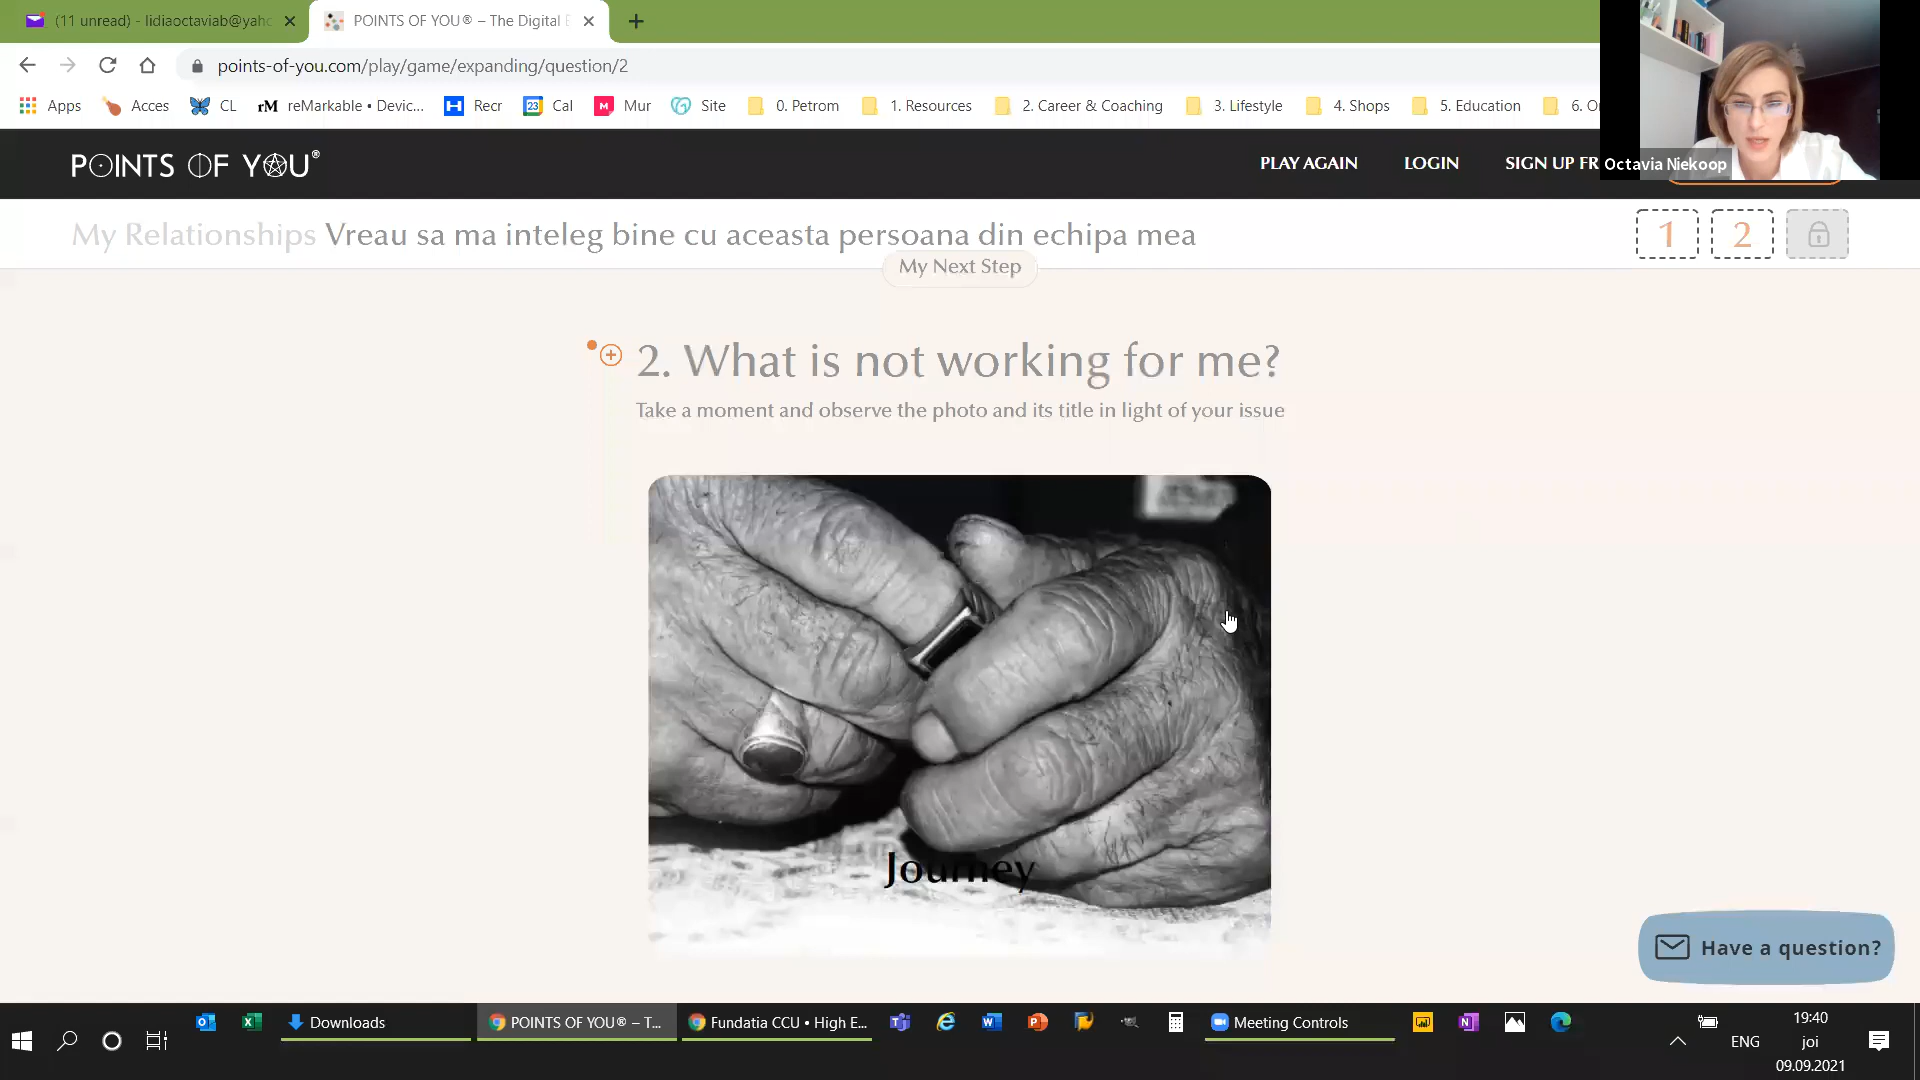 (11 unread) - lidiaoctaviab@yaho
POINTS OF YOU® – The Digital E
points-of-you.com/play/game/expanding/question/2
Apps Acces CL rM reMarkable • Devic... Recr 23 Cal Mur Site 0. Petrom 1. Resources 2. Career & Coaching 3. Lifestyle 4. Shops 5. Education 6. O
POINTS OF YOU®
PLAY AGAIN LOGIN SIGN UP FR
Octavia Niekoop
My Relationships Vreau sa ma inteleg bine cu aceasta persoana din echipa mea
1 2
My Next Step
2. What is not working for me?
Take a moment and observe the photo and its title in light of your issue
Journey
Have a question?
Downloads POINTS OF YOU® – T... Fundatia CCU • High E... Meeting Controls
ENG
19:40
joi
09.09.2021